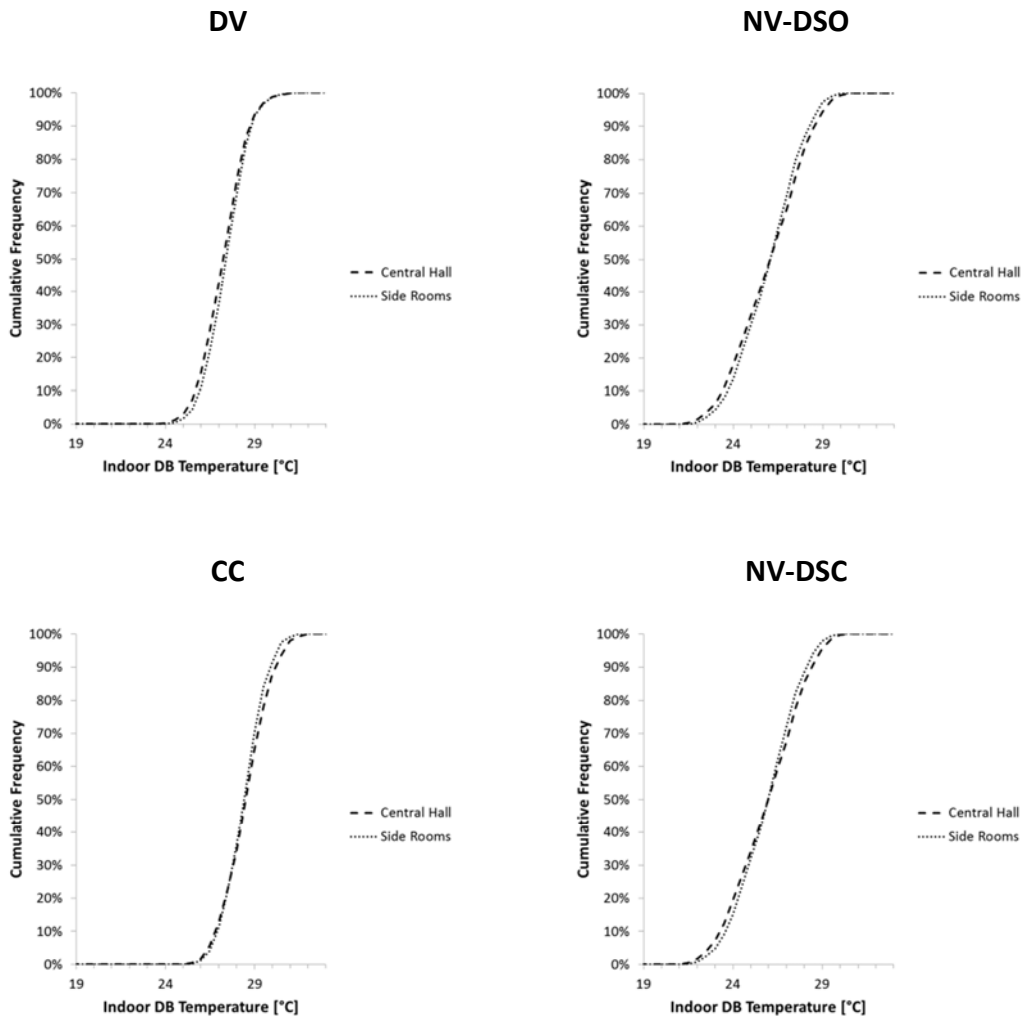 DV
100%
90%
80%
70%
60%
50%
40%
30%
20%
10%
0%
Cumulative Frequency
19 24 29
Indoor DB Temperature [°C]
Central Hall
Side Rooms
NV-DSO
100%
90%
80%
70%
60%
50%
40%
30%
20%
10%
0%
Cumulative Frequency
19 24 29
Indoor DB Temperature [°C]
Central Hall
Side Rooms
CC
100%
90%
80%
70%
60%
50%
40%
30%
20%
10%
0%
Cumulative Frequency
19 24 29
Indoor DB Temperature [°C]
Central Hall
Side Rooms
NV-DSC
100%
90%
80%
70%
60%
50%
40%
30%
20%
10%
0%
Cumulative Frequency
19 24 29
Indoor DB Temperature [°C]
Central Hall
Side Rooms